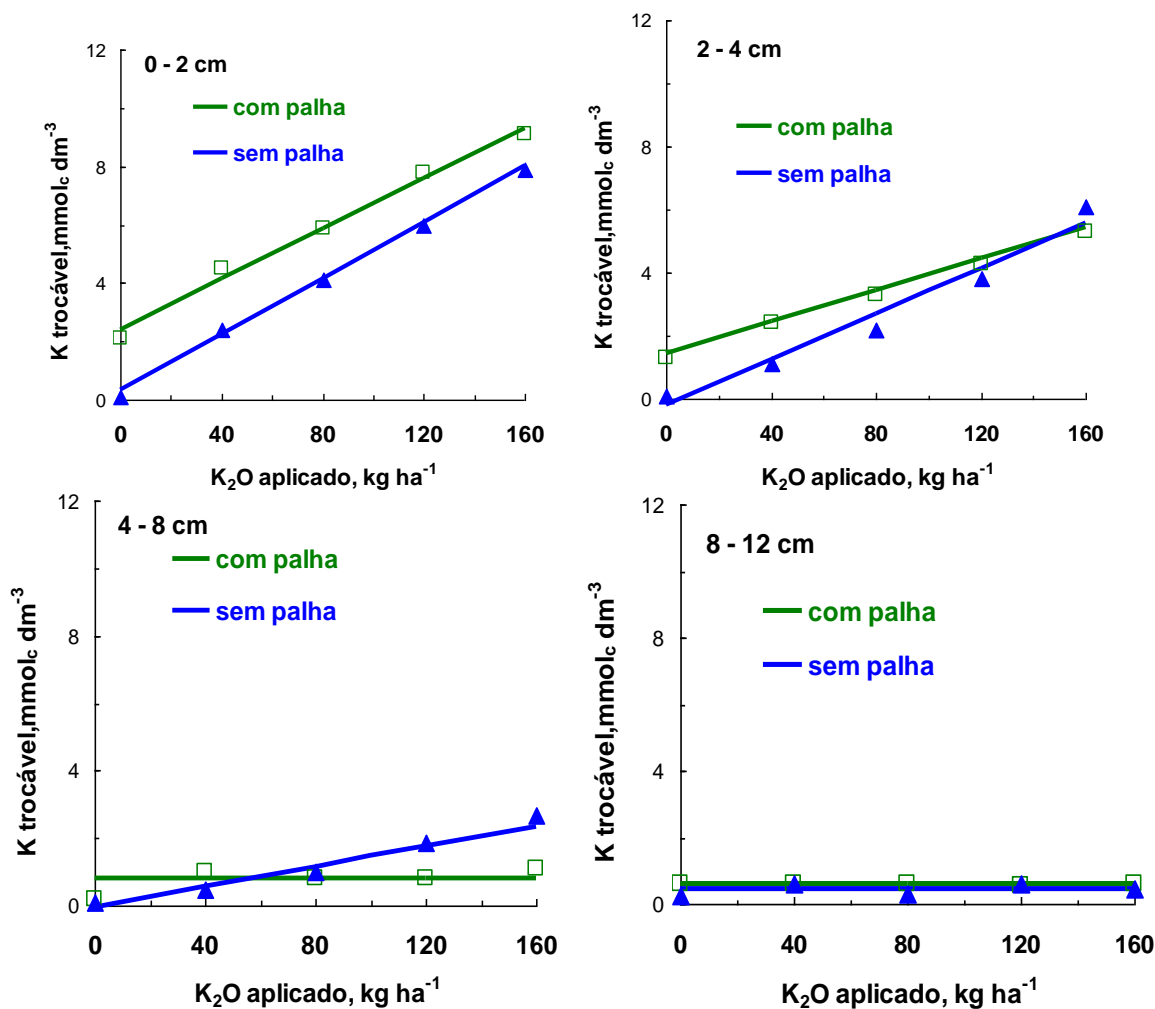 12
8
4
0
K trocável,mmolc dm-3
0 - 2 cm
com palha
sem palha
0 40 80 120 160
K2O aplicado, kg ha-1
12
8
4
0
K trocável,mmolc dm-3
2 - 4 cm
com palha
sem palha
0 40 80 120 160
K2O aplicado, kg ha-1
12
8
4
0
K trocável,mmolc dm-3
4 - 8 cm
com palha
sem palha
0 40 80 120 160
K2O aplicado, kg ha-1
12
8
4
0
K trocável,mmolc dm-3
8 - 12 cm
com palha
sem palha
0 40 80 120 160
K2O aplicado, kg ha-1